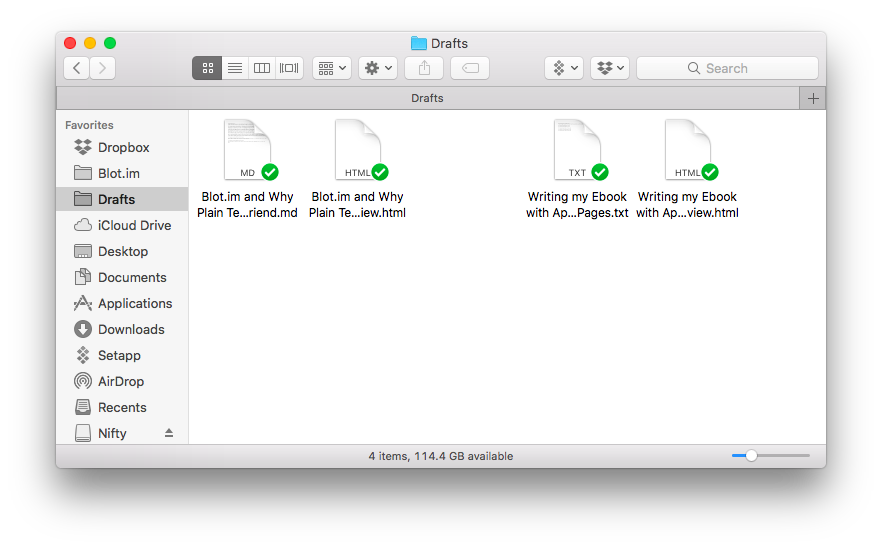 Drafts
Search
Drafts
Favorites
Dropbox
Blot.im
Drafts
iCloud Drive
Desktop
Documents
Applications
Downloads
Setapp
AirDrop
Recents
Nifty
MD
Blot.im and Why
Plain Te...riend.md
HTML
Blot.im and Why
Plain Te...iew.html
TXT
Writing my Ebook
with Ap...Pages.txt
HTML
Writing my Ebook
with Ap...view.html
4 items, 114.4 GB available